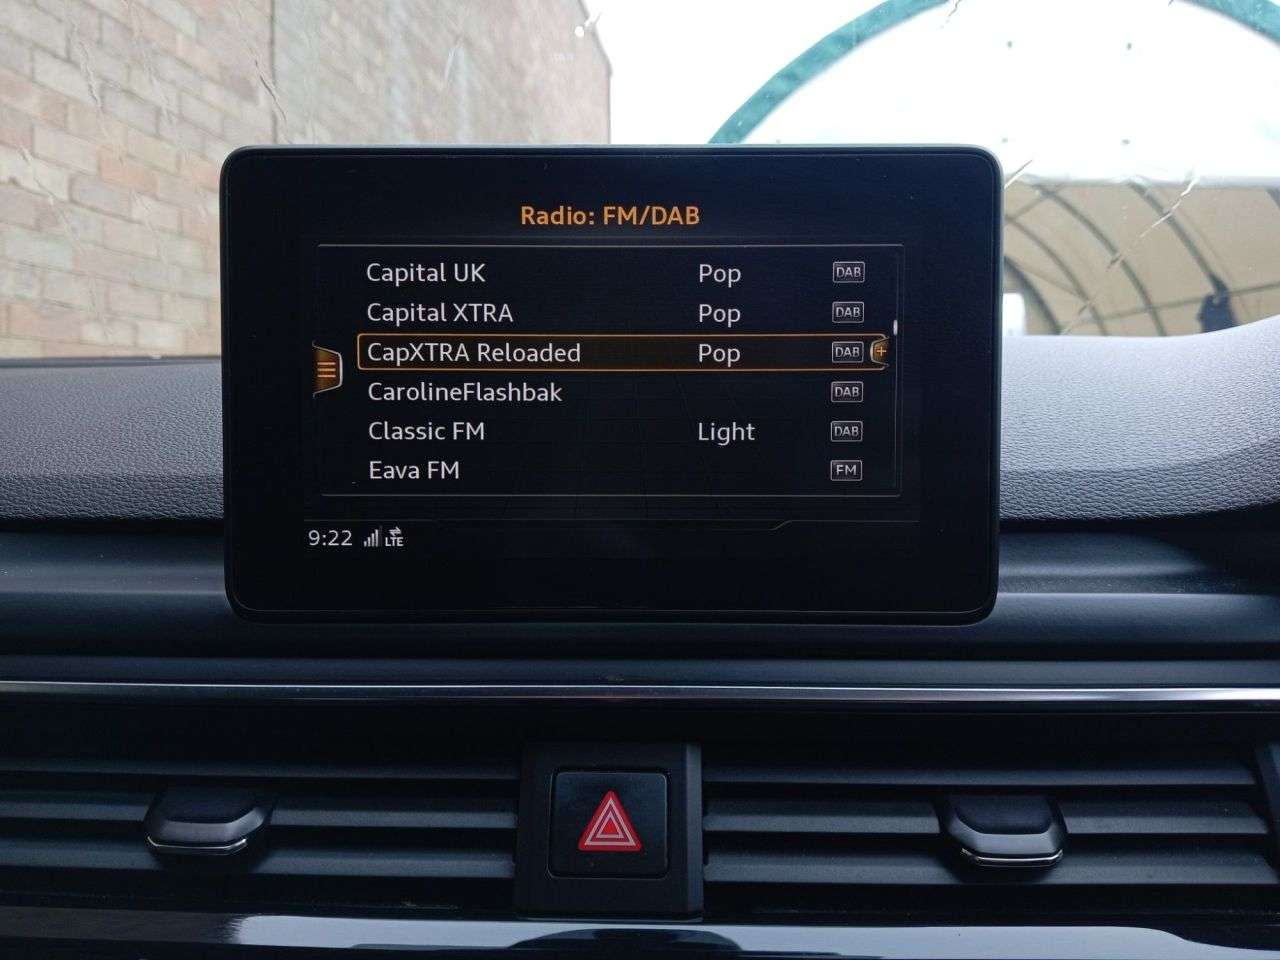 Radio: FM/DAB
Capital UK Pop DAB
Capital XTRA Pop DAB
CapXTRA Reloaded Pop DAB +
CarolineFlashbak DAB
Classic FM Light DAB
Eava FM FM
9:22 LTE